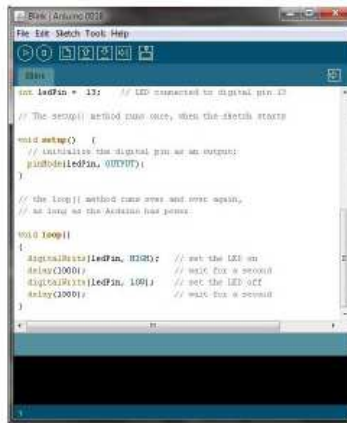 Blink | Arduino 0018
File Edit Sketch Tools Help
Blink
int ledPin = 13; // LED connected to digital pin 13
// The setup() method runs once, when the sketch starts
void setup() {
// initialize the digital pin as an output:
pinMode(ledPin, OUTPUT);
}
// the loop() method runs over and over again,
// as long as the Arduino has power
void loop()
{
digitalWrite(ledPin, HIGH); // set the LED on
delay(1000); // wait for a second
digitalWrite(ledPin, LOW); // set the LED off
delay(1000); // wait for a second
}